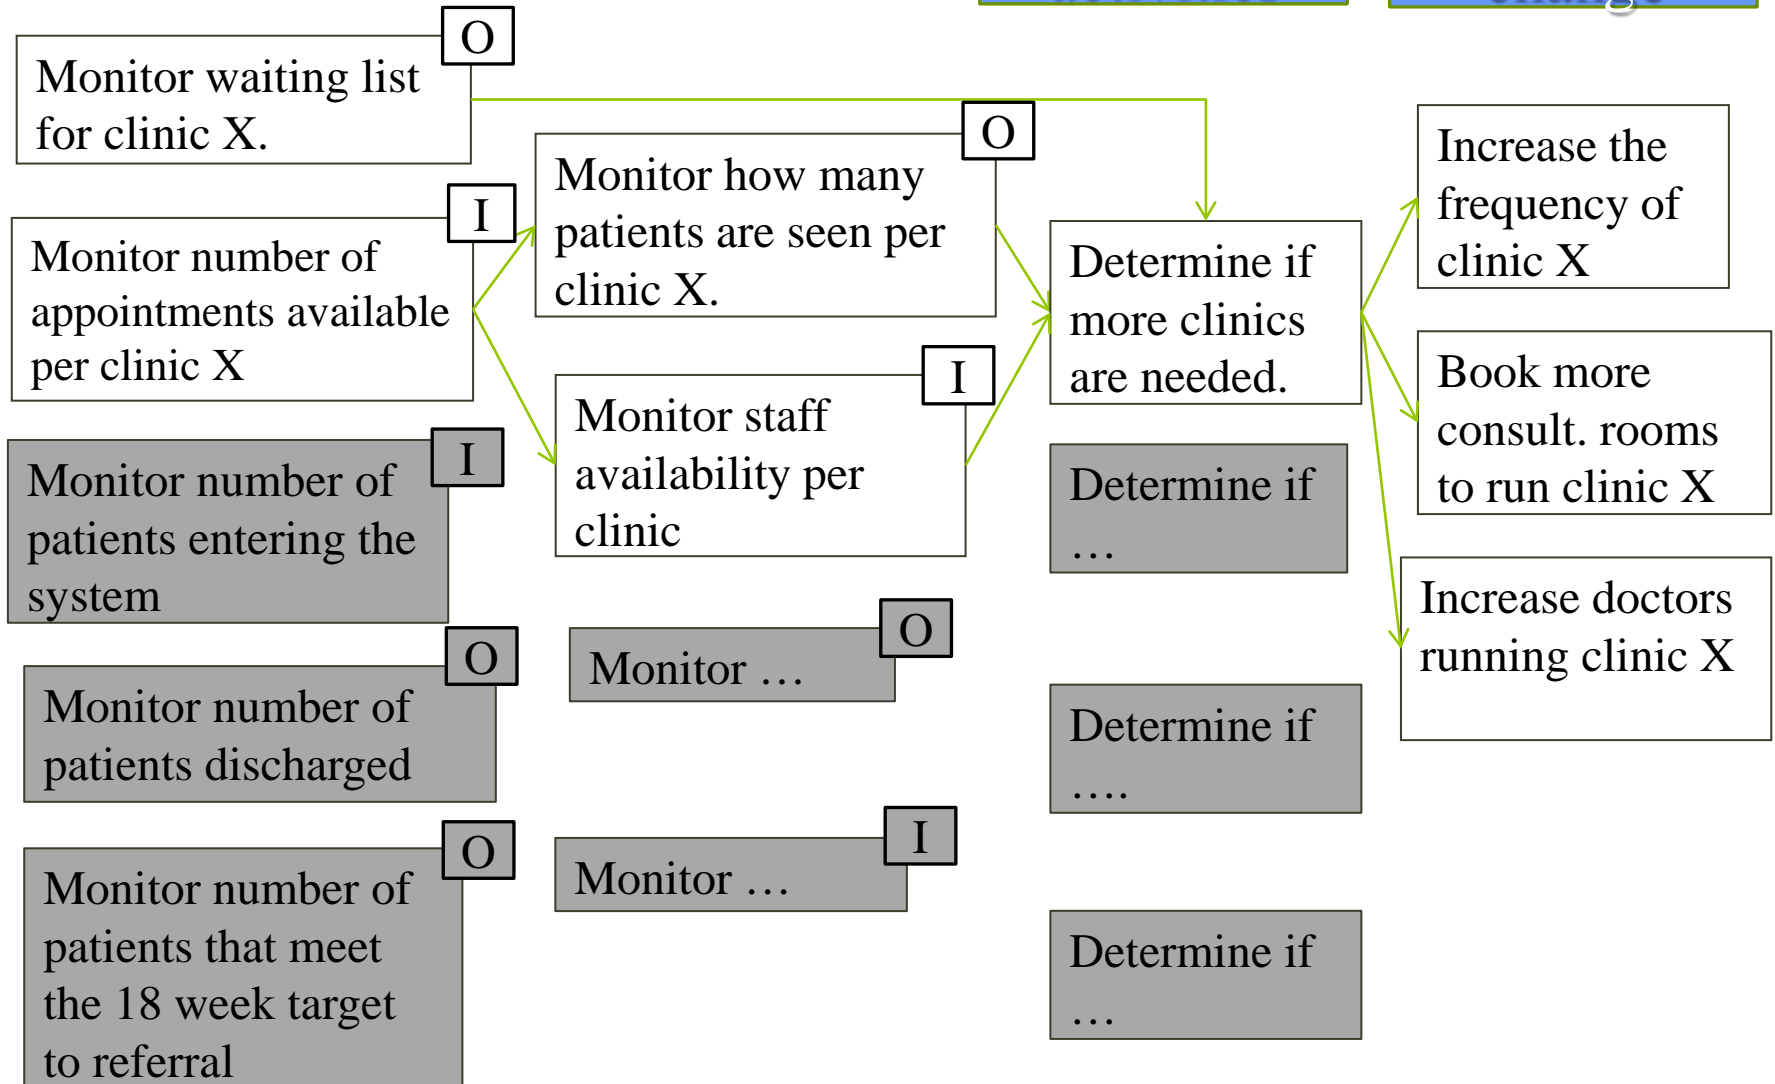 O
Monitor waiting list
for clinic X.
I
Monitor number of
appointments available
per clinic X
I
Monitor number of
patients entering the
system
O
Monitor number of
patients discharged
O
Monitor number of
patients that meet
the 18 week target
to referral
O
Monitor how many
patients are seen per
clinic X.
I
Monitor staff
availability per
clinic
O
Monitor …
I
Monitor …
Determine if
more clinics
are needed.
Determine if
…
Determine if
….
Determine if
…
change
Increase the
frequency of
clinic X
Book more
consult. rooms
to run clinic X
Increase doctors
running clinic X